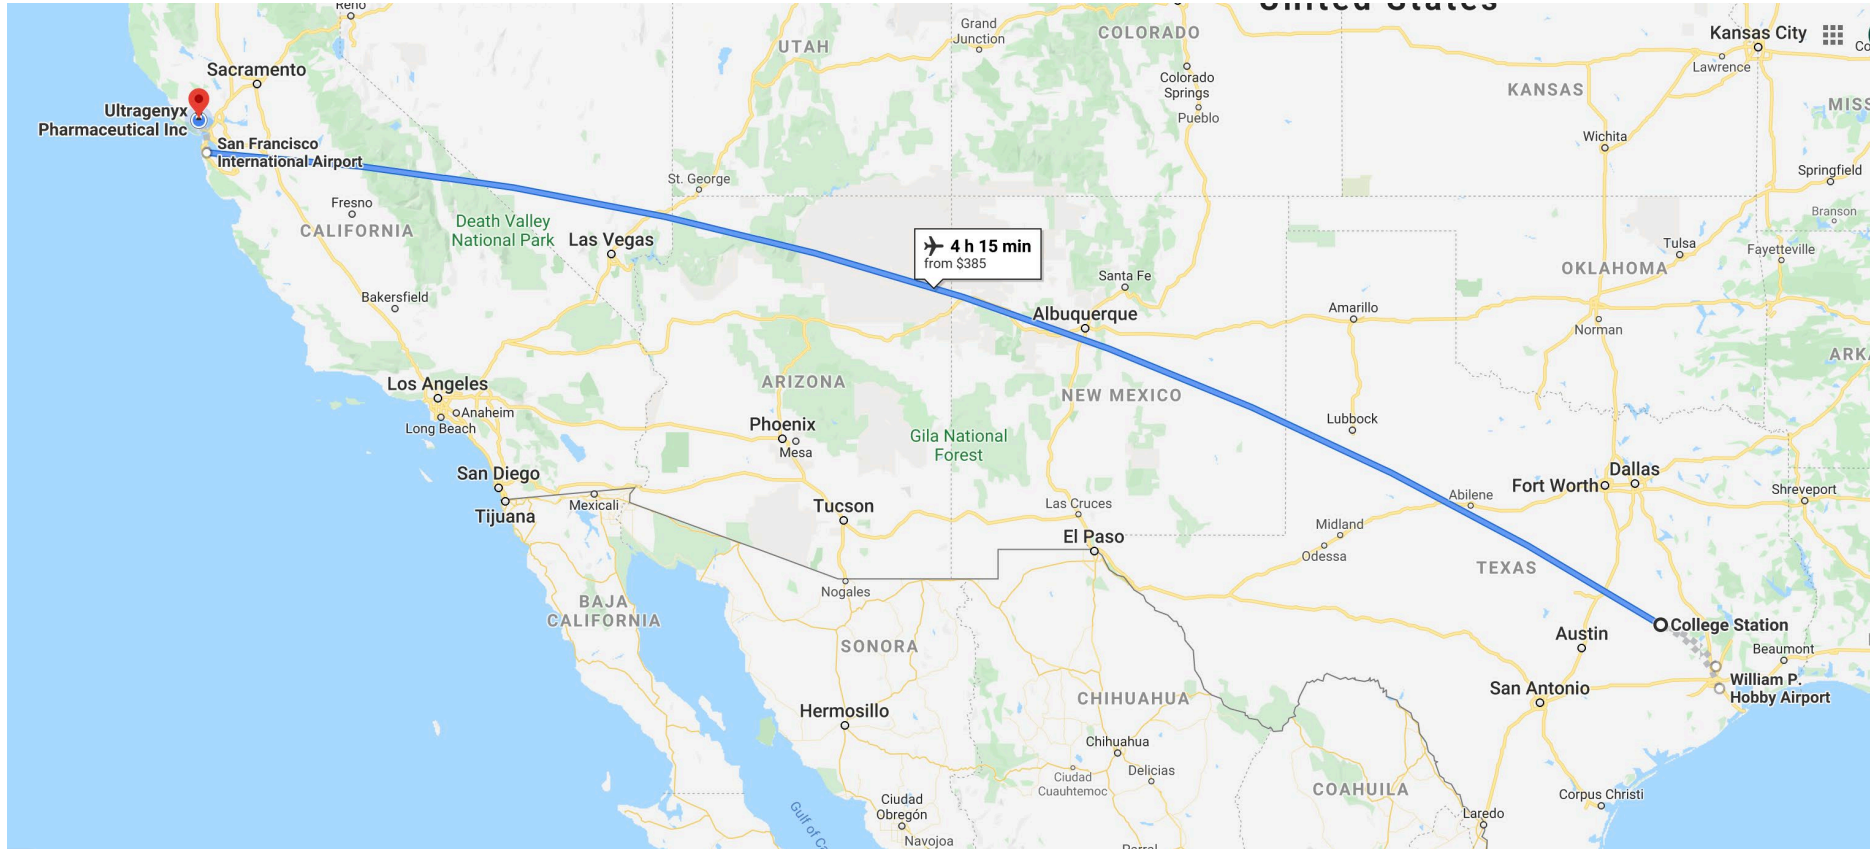 United States
Reno
Grand
Junction
COLORADO
UTAH
Kansas City
Lawrence
Sacramento
Colorado
Springs
KANSAS
Ultragenyx
Pharmaceutical Inc
Pueblo
San Francisco
International Airport
Wichita
Springfield
St. George
Fresno
CALIFORNIA
Death Valley
National Park
Las Vegas
Branson
4 h 15 min
from $385
Tulsa
Fayetteville
OKLAHOMA
Santa Fe
Bakersfield
Albuquerque
Amarillo
Norman
Los Angeles
Anaheim
Long Beach
ARIZONA
NEW MEXICO
Phoenix
Mesa
Gila National
Forest
Lubbock
San Diego
Tijuana
Mexicali
Tucson
Las Cruces
El Paso
Abilene
Fort Worth
Dallas
Shreveport
Midland
Odessa
TEXAS
Nogales
BAJA
CALIFORNIA
SONORA
College Station
Austin
Beaumont
William P.
Hobby Airport
San Antonio
CHIHUAHUA
Hermosillo
Chihuahua
Delicias
Ciudad
Cuauhtemoc
COAHUILA
Corpus Christi
Ciudad
Obregón
Laredo
Navojoa